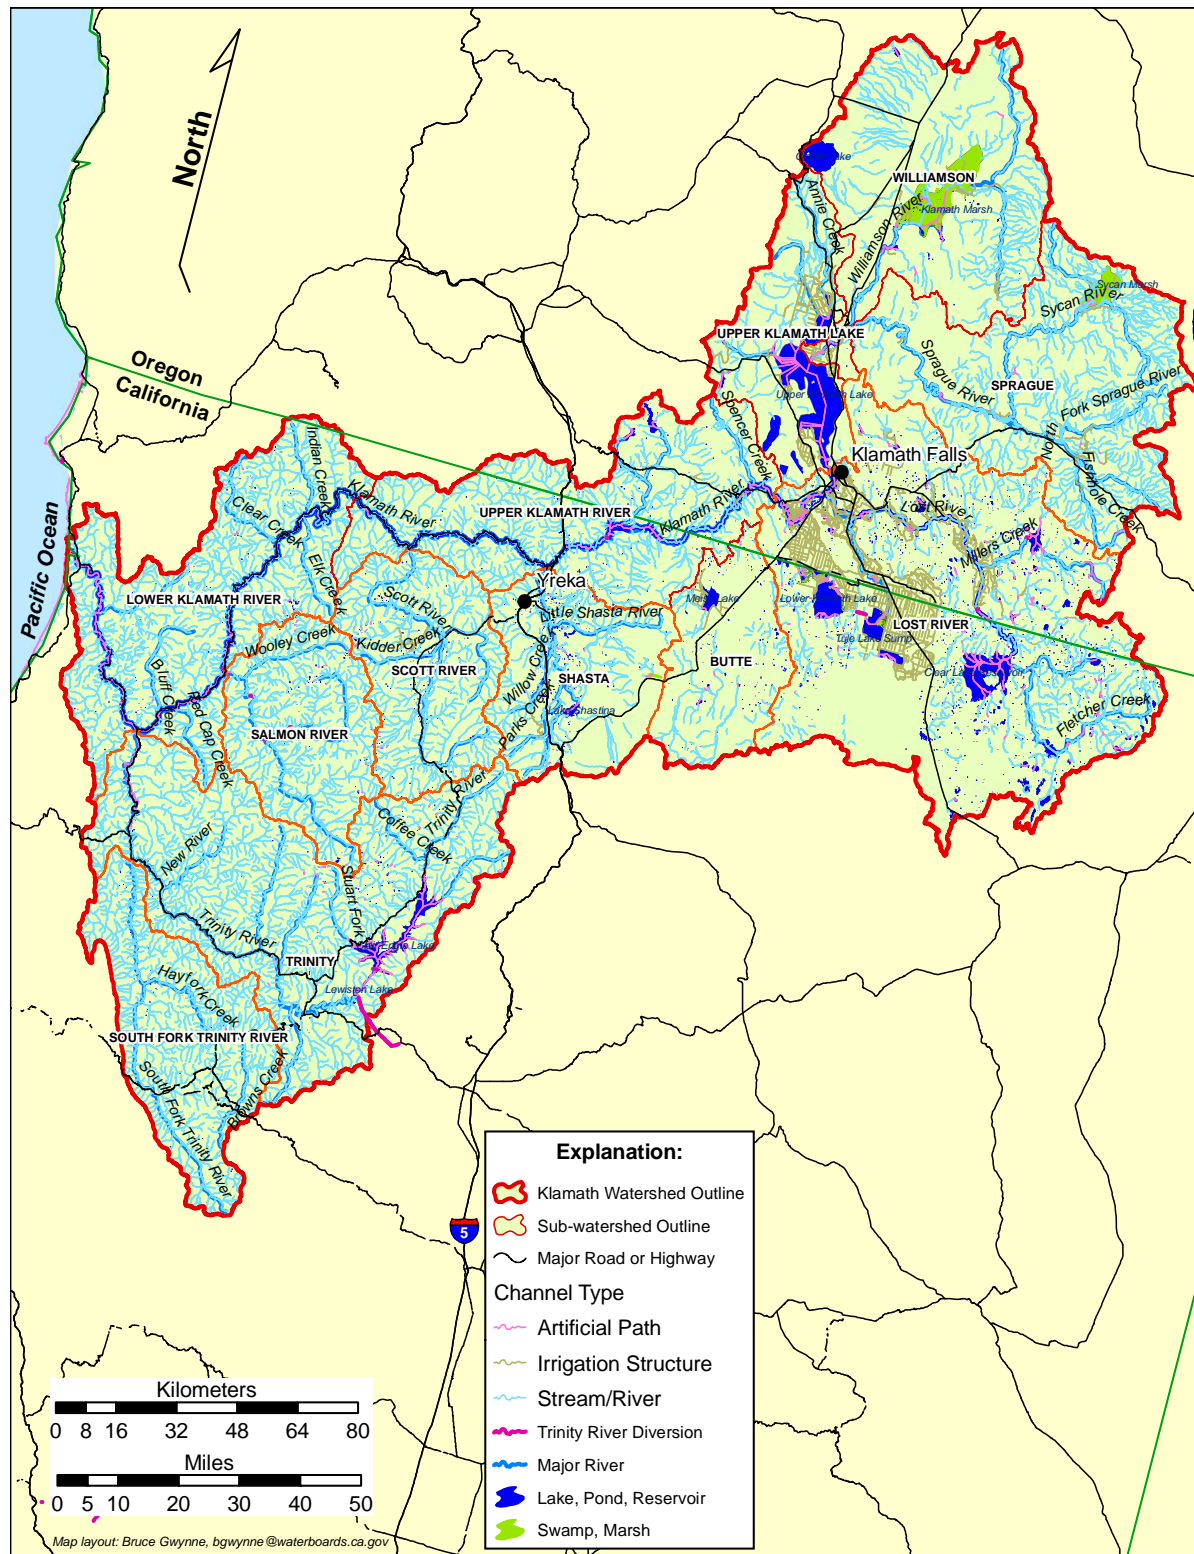 North
Crater Lake
WILLIAMSON
Annie Creek
Williamson River
Klamath Marsh
Sycan Marsh
Sycan River
UPPER KLAMATH LAKE
Sprague River
SPRAGUE
North Fork Sprague River
Oregon
California
Upper Klamath Lake
Spencer Creek
Klamath Falls
Fishhole Creek
Indian Creek
Klamath River
Clear Creek
UPPER KLAMATH RIVER
Klamath River
Lost River
Millers Creek
Elk Creek
Pacific Ocean
LOWER KLAMATH RIVER
Yreka
Scott River
Little Shasta River
Meiss Lake
Lower Klamath Lake
LOST RIVER
Tule Lake Sump
Wooley Creek
Kidder Creek
SCOTT RIVER
Willow Creek
SHASTA
BUTTE
Clear Lake Reservoir
Bluff Creek
Red Cap Creek
Parks Creek
Lake Shastina
Fletcher Creek
SALMON RIVER
Trinity River
Coffee Creek
New River
Stuart Fork
Trinity River
Lake
TRINITY
Lewiston Lake
Hayfork Creek
SOUTH FORK TRINITY RIVER
Browns Creek
South Fork Trinity River
5
Explanation:
Klamath Watershed Outline
Sub-watershed Outline
Major Road or Highway
Channel Type
Artificial Path
Irrigation Structure
Stream/River
Trinity River Diversion
Major River
Lake, Pond, Reservoir
Swamp, Marsh
Kilometers
0 8 16 32 48 64 80
Miles
0 5 10 20 30 40 50
Map layout: Bruce Gwynne, bgwynne@waterboards.ca.gov